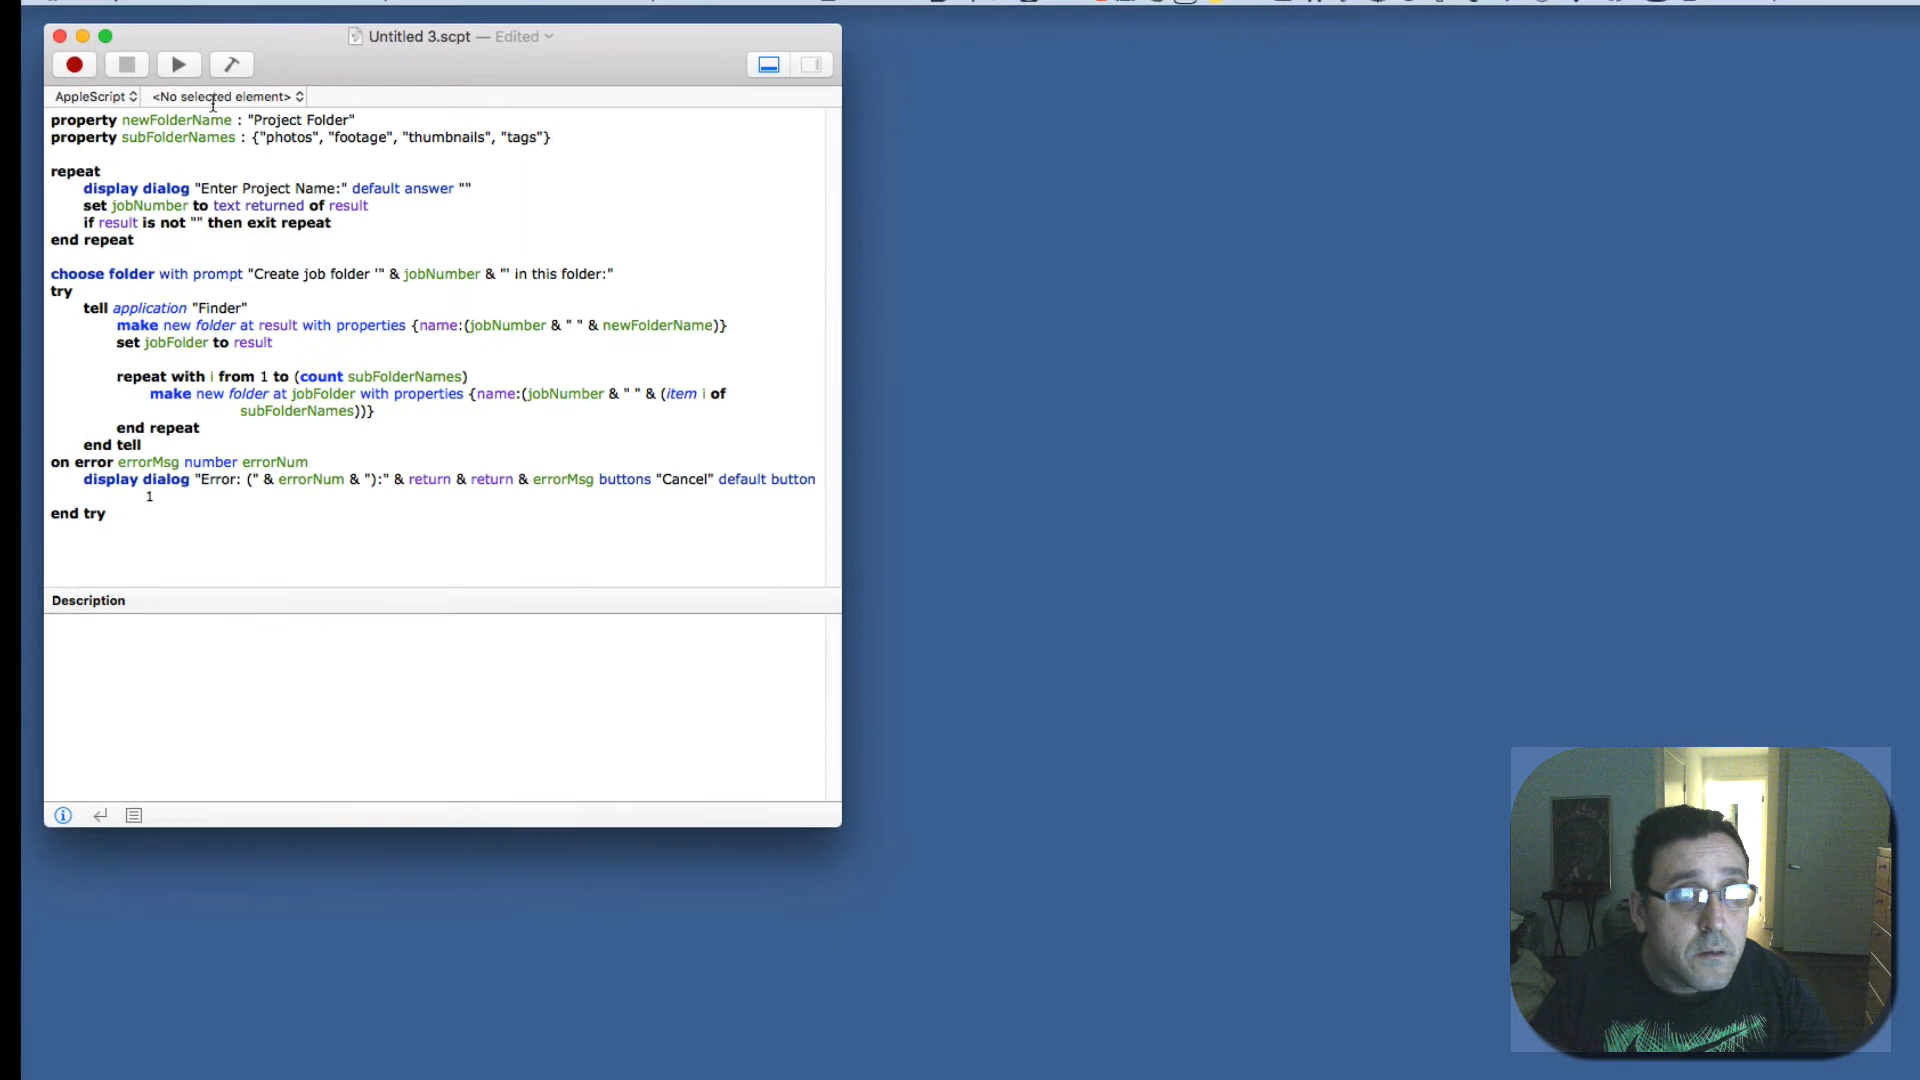 Untitled 3.scpt — Edited
AppleScript <No selected element>
property newFolderName : "Project Folder"
property subFolderNames : {"photos", "footage", "thumbnails", "tags"}
repeat
display dialog "Enter Project Name:" default answer ""
set jobNumber to text returned of result
if result is not "" then exit repeat
end repeat
choose folder with prompt "Create job folder '" & jobNumber & "' in this folder:"
try
tell application "Finder"
make new folder at result with properties {name:(jobNumber & " " & newFolderName)}
set jobFolder to result
repeat with i from 1 to (count subFolderNames)
make new folder at jobFolder with properties {name:(jobNumber & " " & (item i of
subFolderNames))}
end repeat
end tell
on error errorMsg number errorNum
display dialog "Error: (" & errorNum & "):" & return & return & errorMsg buttons "Cancel" default button
1
end try
Description